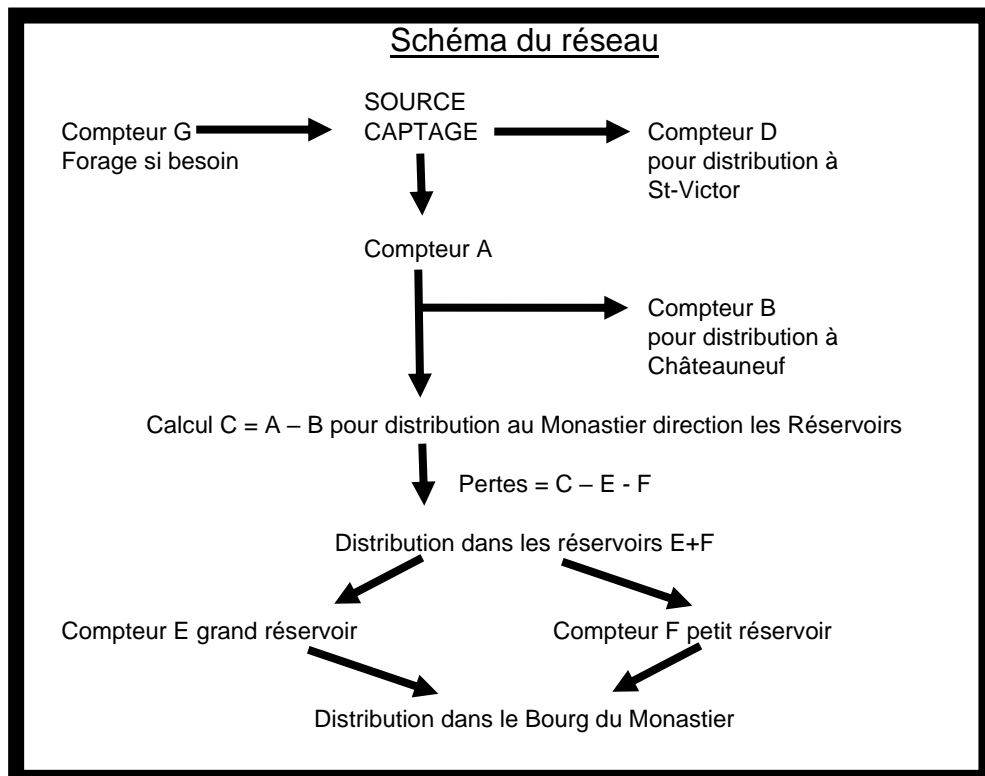 Schéma du réseau
SOURCE
CAPTAGE
Compteur G
Forage si besoin
Compteur D
pour distribution à
St-Victor
Compteur A
Compteur B
pour distribution à
Châteauneuf
Calcul C = A – B pour distribution au Monastier direction les Réservoirs
Pertes = C – E - F
Distribution dans les réservoirs E+F
Compteur E grand réservoir
Compteur F petit réservoir
Distribution dans le Bourg du Monastier